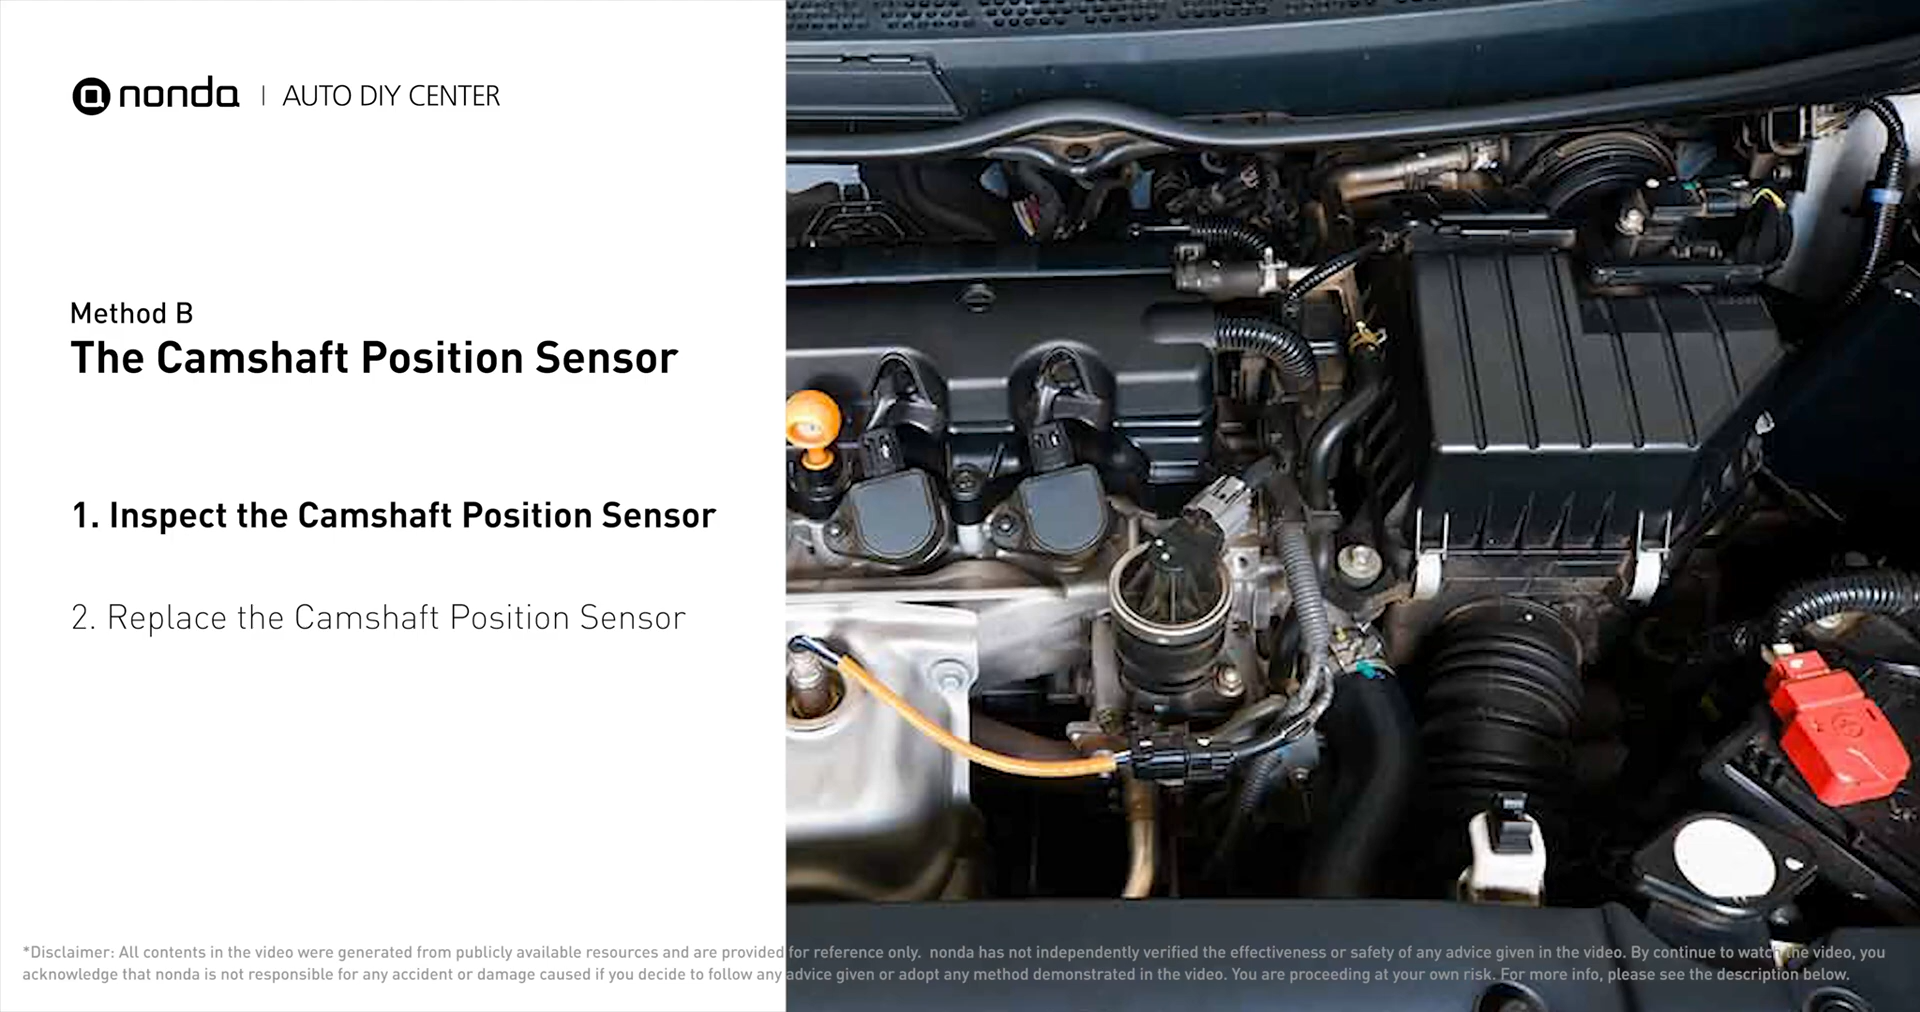 nonda | AUTO DIY CENTER
Method B
The Camshaft Position Sensor
1. Inspect the Camshaft Position Sensor
2. Replace the Camshaft Position Sensor
*Disclaimer: All contents in the video were generated from publicly available resources and are provided for reference only. nonda has not independently verified the effectiveness or safety of any advice given in the video. By continue to watch the video, you
acknowledge that nonda is not responsible for any accident or damage caused if you decide to follow any advice given or adopt any method demonstrated in the video. You are proceeding at your own risk. For more info, please see the description below.